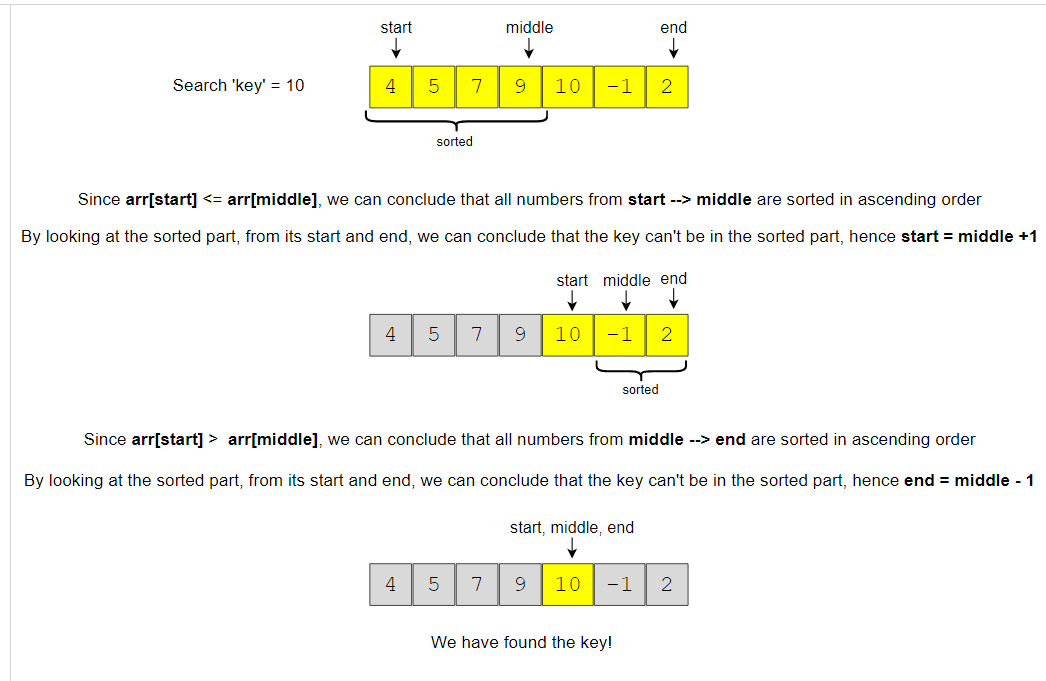 start middle end
Search 'key' = 10
4 5 7 9 10 -1 2
sorted
Since arr[start] <= arr[middle], we can conclude that all numbers from start --> middle are sorted in ascending order
By looking at the sorted part, from its start and end, we can conclude that the key can't be in the sorted part, hence start = middle +1
start middle end
4 5 7 9 10 -1 2
sorted
Since arr[start] > arr[middle], we can conclude that all numbers from middle --> end are sorted in ascending order
By looking at the sorted part, from its start and end, we can conclude that the key can't be in the sorted part, hence end = middle - 1
start, middle, end
4 5 7 9 10 -1 2
We have found the key!